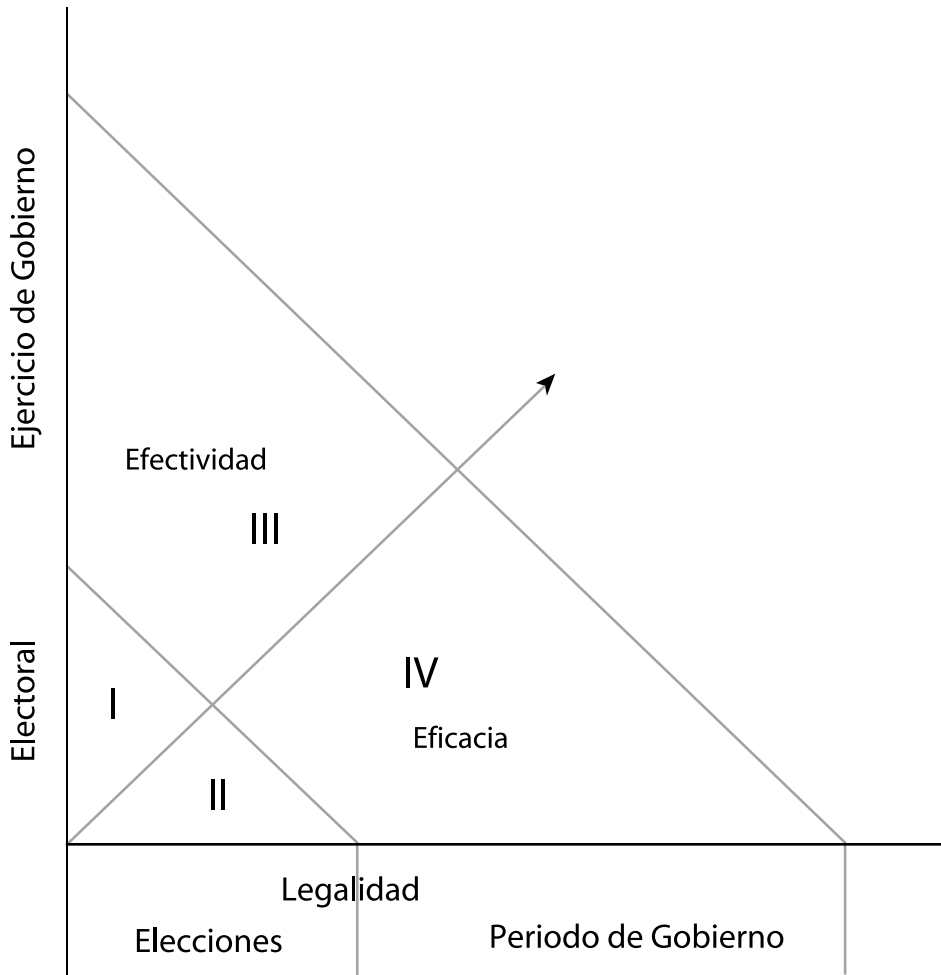 Ejercicio de Gobierno
Efectividad
III
Electoral
I
IV
Eficacia
II
Legalidad
Elecciones
Periodo de Gobierno